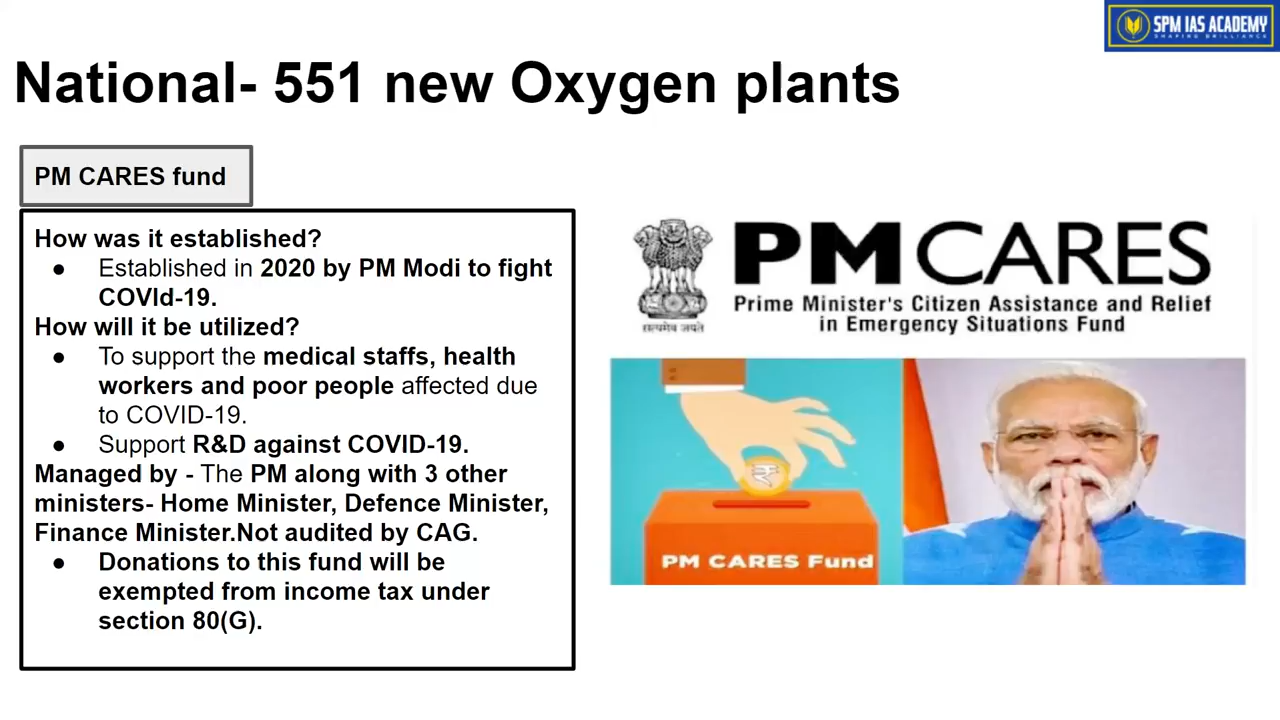 SPM IAS ACADEMY
SHAPING BRILLIANCE
National- 551 new Oxygen plants
PM CARES fund
How was it established?
● Established in 2020 by PM Modi to fight
COVId-19.
How will it be utilized?
● To support the medical staffs, health
workers and poor people affected due
to COVID-19.
● Support R&D against COVID-19.
Managed by - The PM along with 3 other
ministers- Home Minister, Defence Minister,
Finance Minister.Not audited by CAG.
● Donations to this fund will be
exempted from income tax under
section 80(G).
PM CARES
Prime Minister's Citizen Assistance and Relief
in Emergency Situations Fund
सत्यमेव जयते
₹
PM CARES Fund